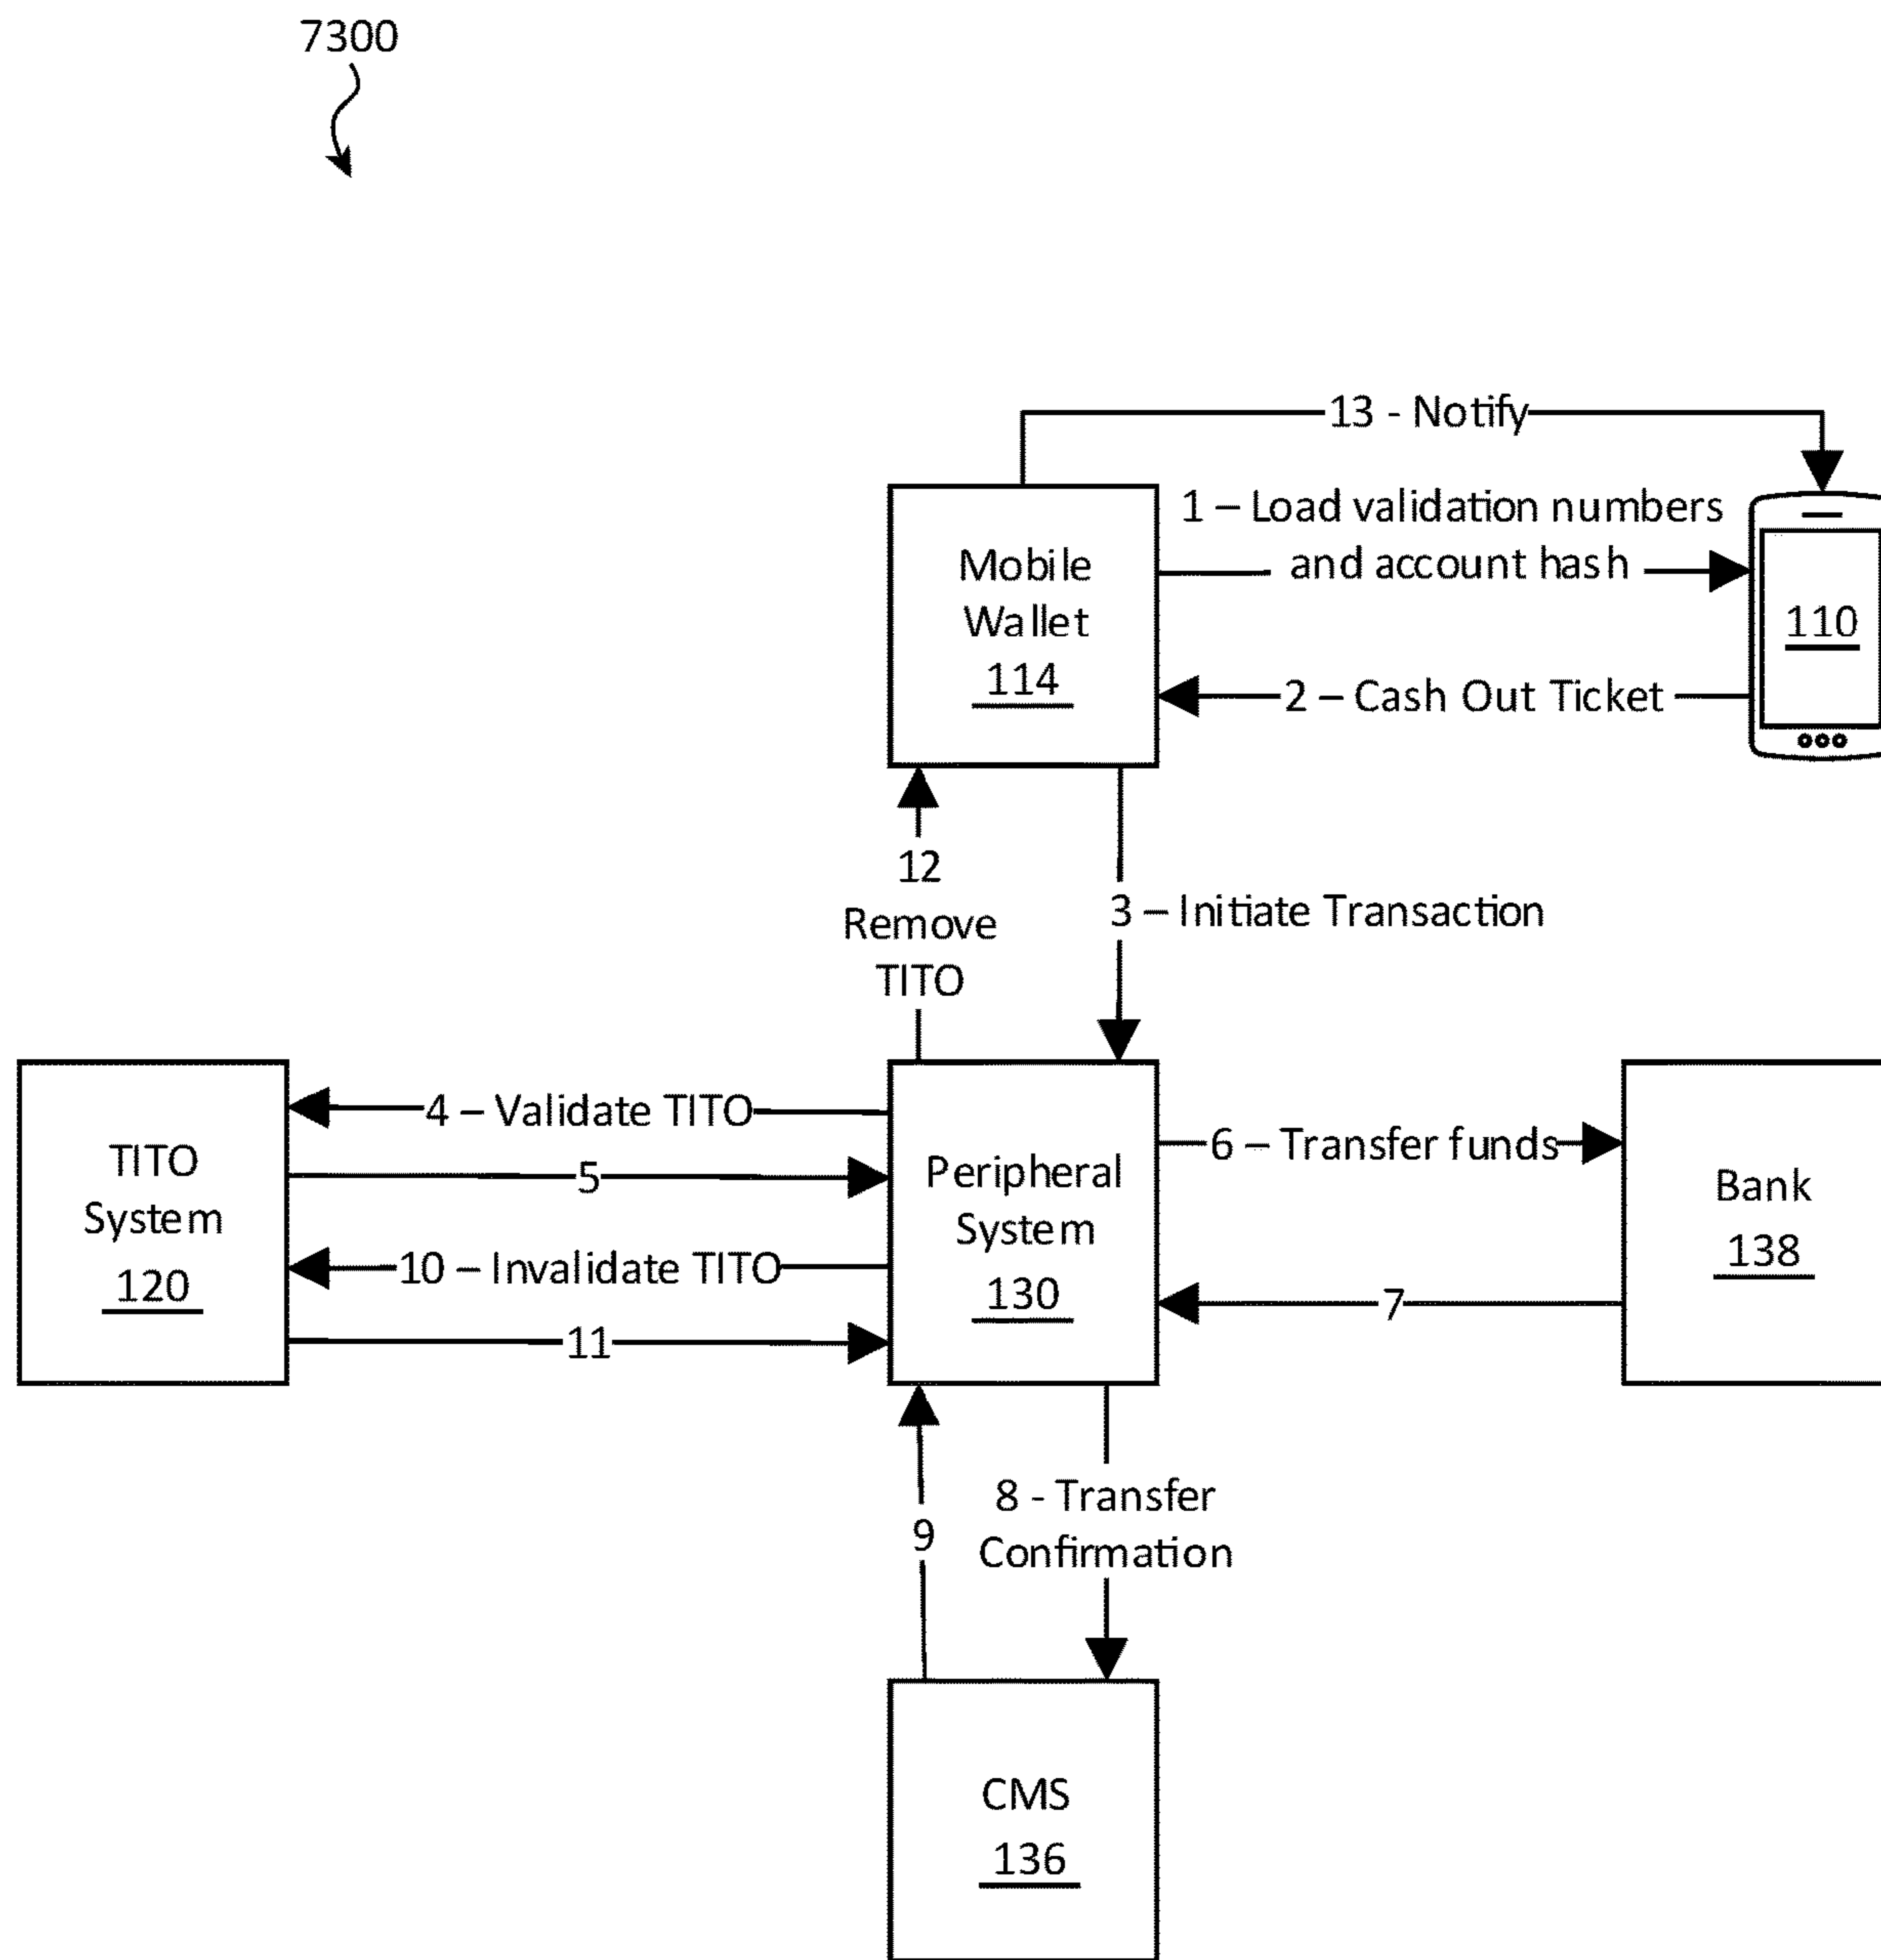 7300
13 - Notify
1 – Load validation numbers
and account hash
Mobile
Wallet
114
110
2 – Cash Out Ticket
12
Remove
TITO
3 – Initiate Transaction
4 – Validate TITO
5
10 – Invalidate TITO
11
TITO
System
120
Peripheral
System
130
6 – Transfer funds
7
Bank
138
9
8 - Transfer
Confirmation
CMS
136